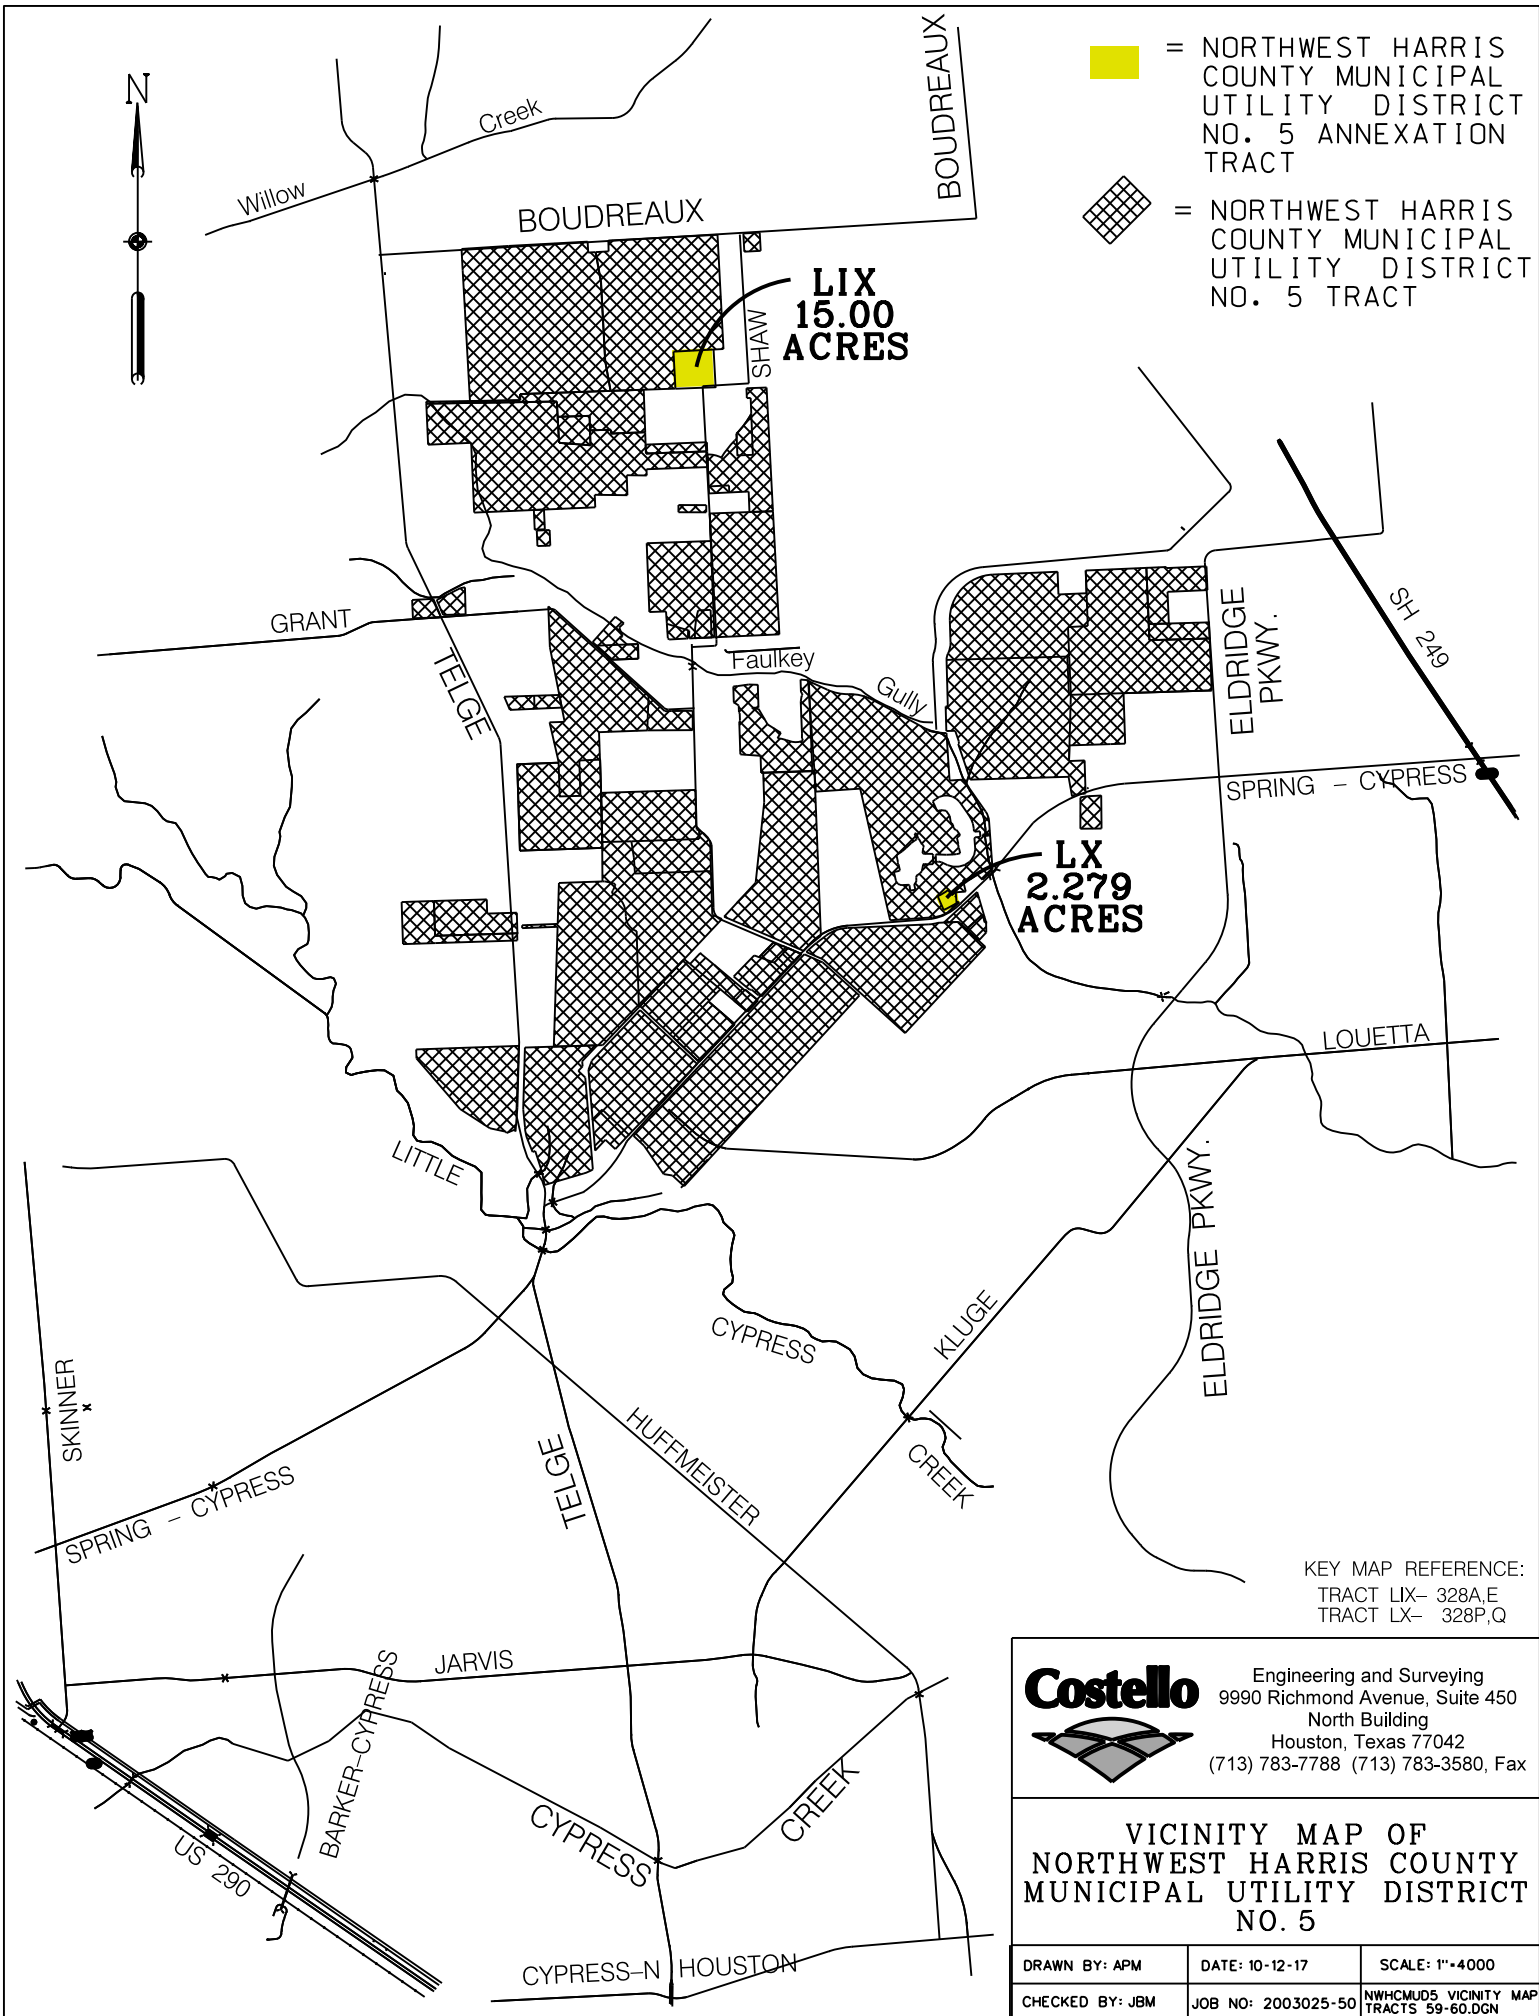 N
= NORTHWEST HARRIS
COUNTY MUNICIPAL
UTILITY DISTRICT
NO. 5 ANNEXATION
TRACT
= NORTHWEST HARRIS
COUNTY MUNICIPAL
UTILITY DISTRICT
NO. 5 TRACT
Willow
Creek
BOUDREAUX
BOUDREAUX
LIX
15.00
ACRES
SHAW
GRANT
TELGE
Faulkey
Gully
ELDRIDGE
PKWY.
SH 249
SPRING - CYPRESS
LX
2.279
ACRES
LOUETTA
LITTLE
CYPRESS
CREEK
KLUGE
ELDRIDGE PKWY.
SKINNER
SPRING - CYPRESS
TELGE
HUFFMEISTER
JARVIS
BARKER-CYPRESS
US 290
CYPRESS
CREEK
CYPRESS-N HOUSTON
KEY MAP REFERENCE:
TRACT LIX- 328A,E
TRACT LX- 328P,Q
Costello
Engineering and Surveying
9990 Richmond Avenue, Suite 450
North Building
Houston, Texas 77042
(713) 783-7788 (713) 783-3580, Fax
VICINITY MAP OF
NORTHWEST HARRIS COUNTY
MUNICIPAL UTILITY DISTRICT
NO. 5
DRAWN BY: APM
DATE: 10-12-17
SCALE: 1"=4000
CHECKED BY: JBM
JOB NO: 2003025-50
NWHCMUD5 VICINITY MAP
TRACTS 59-60.DGN